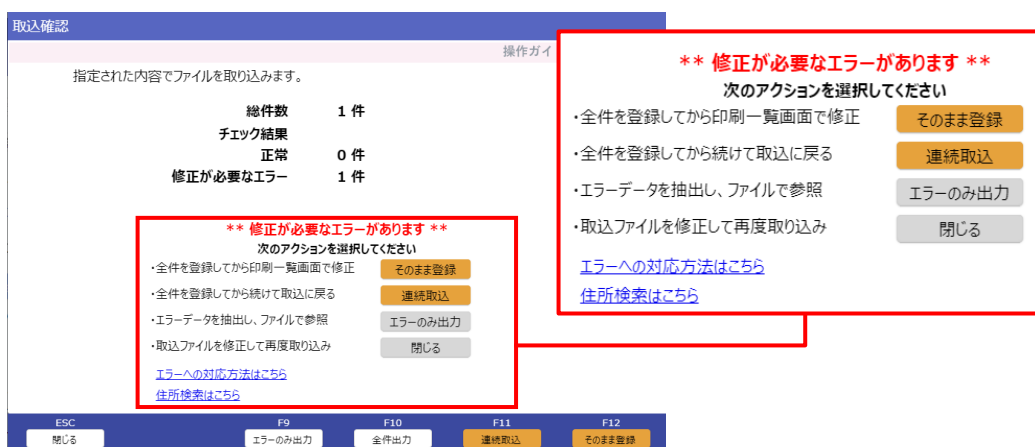 取込確認
操作ガイ
指定された内容でファイルを取り込みます。
総件数 1 件
チェック結果
正常 0 件
修正が必要なエラー 1 件
** 修正が必要なエラーがあります **
次のアクションを選択してください
・全件を登録してから印刷一覧画面で修正 そのまま登録
・全件を登録してから続けて取込に戻る 連続取込
・エラーデータを抽出し、ファイルで参照 エラーのみ出力
・取込ファイルを修正して再度取り込み 閉じる
エラーへの対応方法はこちら
住所検索はこちら
ESC F9 F10 F11 F12
閉じる エラーのみ出力 全件出力 連続取込 そのまま登録
** 修正が必要なエラーがあります **
次のアクションを選択してください
・全件を登録してから印刷一覧画面で修正 そのまま登録
・全件を登録してから続けて取込に戻る 連続取込
・エラーデータを抽出し、ファイルで参照 エラーのみ出力
・取込ファイルを修正して再度取り込み 閉じる
エラーへの対応方法はこちら
住所検索はこちら